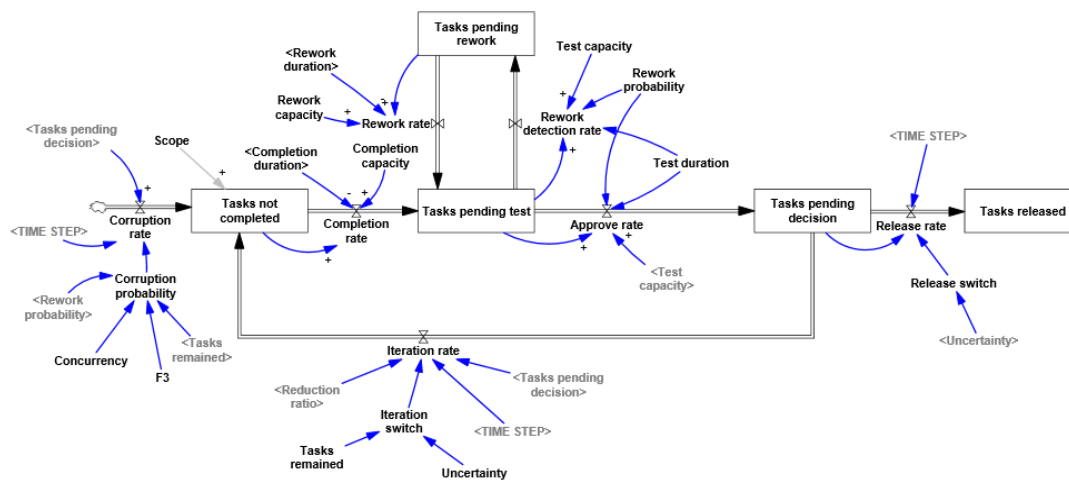 Tasks pending
rework
<Rework
duration>
Test capacity
Rework
probability
Rework
capacity
Rework rate
Rework
detection rate
<Tasks pending
decision>
Scope
<Completion
duration>
Completion
capacity
Test duration
<TIME STEP>
Tasks not
completed
Tasks pending test
Tasks pending
decision
Tasks released
Corruption
rate
Completion
rate
Approve rate
Release rate
<TIME STEP>
Corruption
probability
<Rework
probability>
<Test
capacity>
Release switch
Concurrency
<Tasks
remained>
F3
<Uncertainty>
Iteration rate
<Reduction
ratio>
<Tasks pending
decision>
Iteration
switch
<TIME STEP>
Tasks
remained
Uncertainty